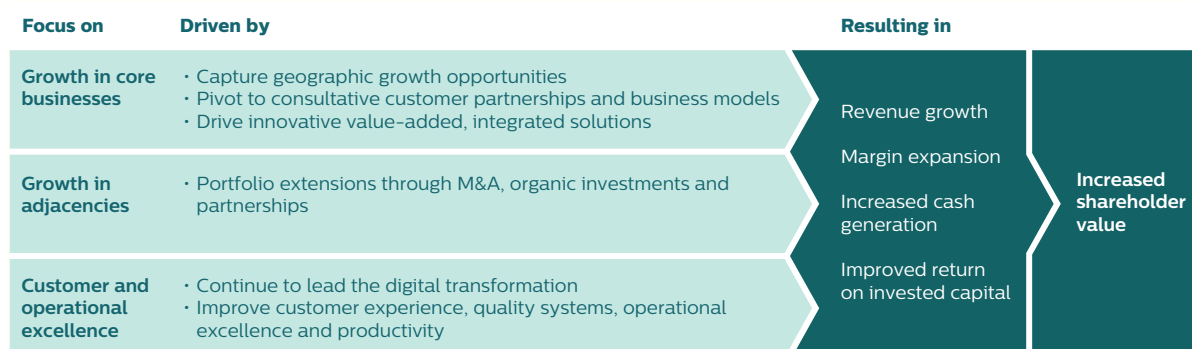 Focus on
Driven by
Resulting in
Growth in core
businesses
· Capture geographic growth opportunities
· Pivot to consultative customer partnerships and business models
· Drive innovative value-added, integrated solutions
Growth in
adjacencies
· Portfolio extensions through M&A, organic investments and
partnerships
Customer and
operational
excellence
· Continue to lead the digital transformation
· Improve customer experience, quality systems, operational
excellence and productivity
Revenue growth
Margin expansion
Increased cash
generation
Improved return
on invested capital
Increased
shareholder
value